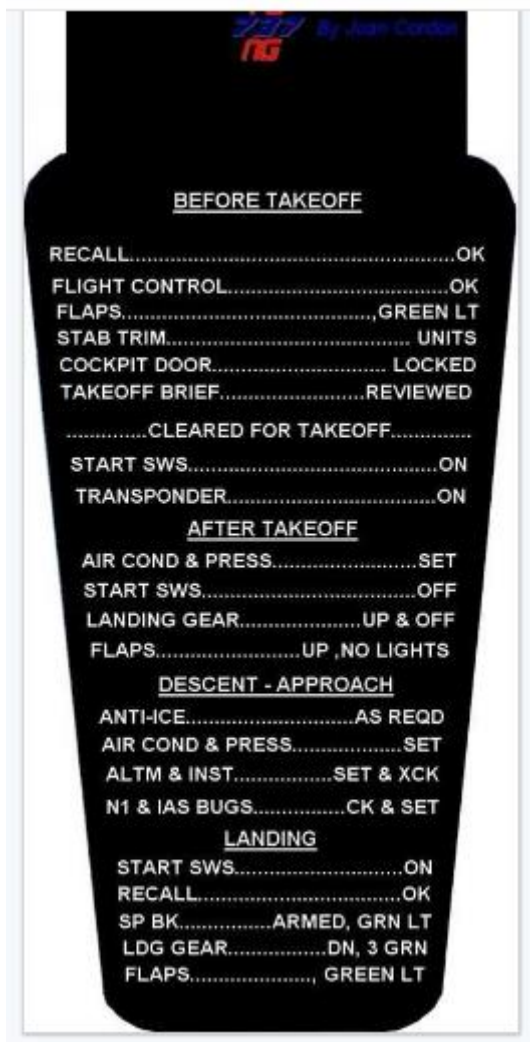 737 By Joan Cordon
NG
BEFORE TAKEOFF
RECALL..........................................................OK
FLIGHT CONTROL......................................OK
FLAPS...........................................,GREEN LT
STAB TRIM.......................................... UNITS
COCKPIT DOOR.............................. LOCKED
TAKEOFF BRIEF.........................REVIEWED
..............CLEARED FOR TAKEOFF..............
START SWS...........................................ON
TRANSPONDER....................................ON
AFTER TAKEOFF
AIR COND & PRESS.........................SET
START SWS.......................................OFF
LANDING GEAR.....................UP & OFF
FLAPS.........................UP ,NO LIGHTS
DESCENT - APPROACH
ANTI-ICE.............................AS REQD
AIR COND & PRESS...................SET
ALTM & INST.................SET & XCK
N1 & IAS BUGS................CK & SET
LANDING
START SWS.............................ON
RECALL...................................OK
SP BK................ARMED, GRN LT
LDG GEAR.................DN, 3 GRN
FLAPS....................., GREEN LT